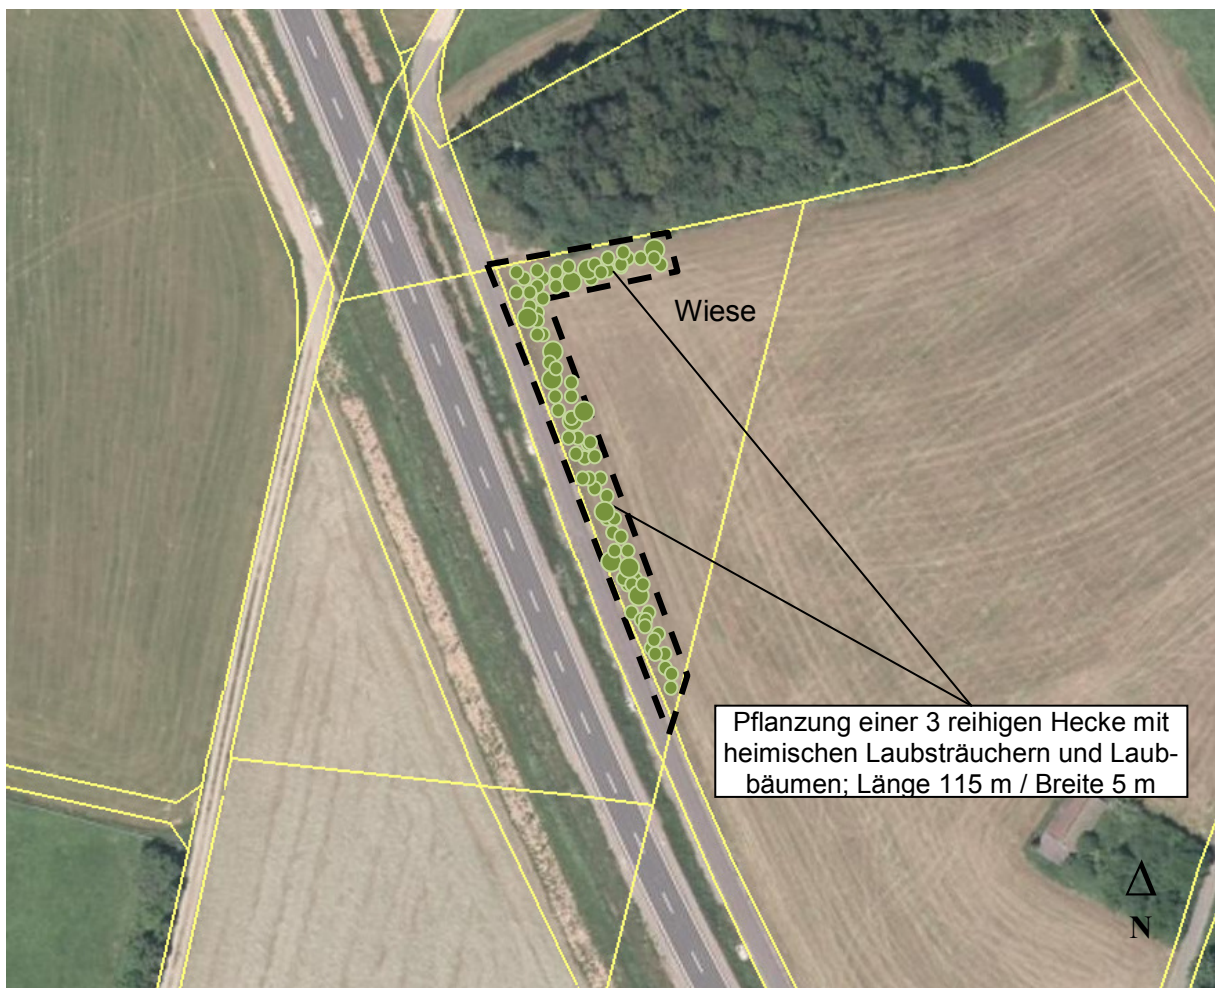 Wiese
Pflanzung einer 3 reihigen Hecke mit
heimischen Laubsträuchern und Laub-
bäumen; Länge 115 m / Breite 5 m
N